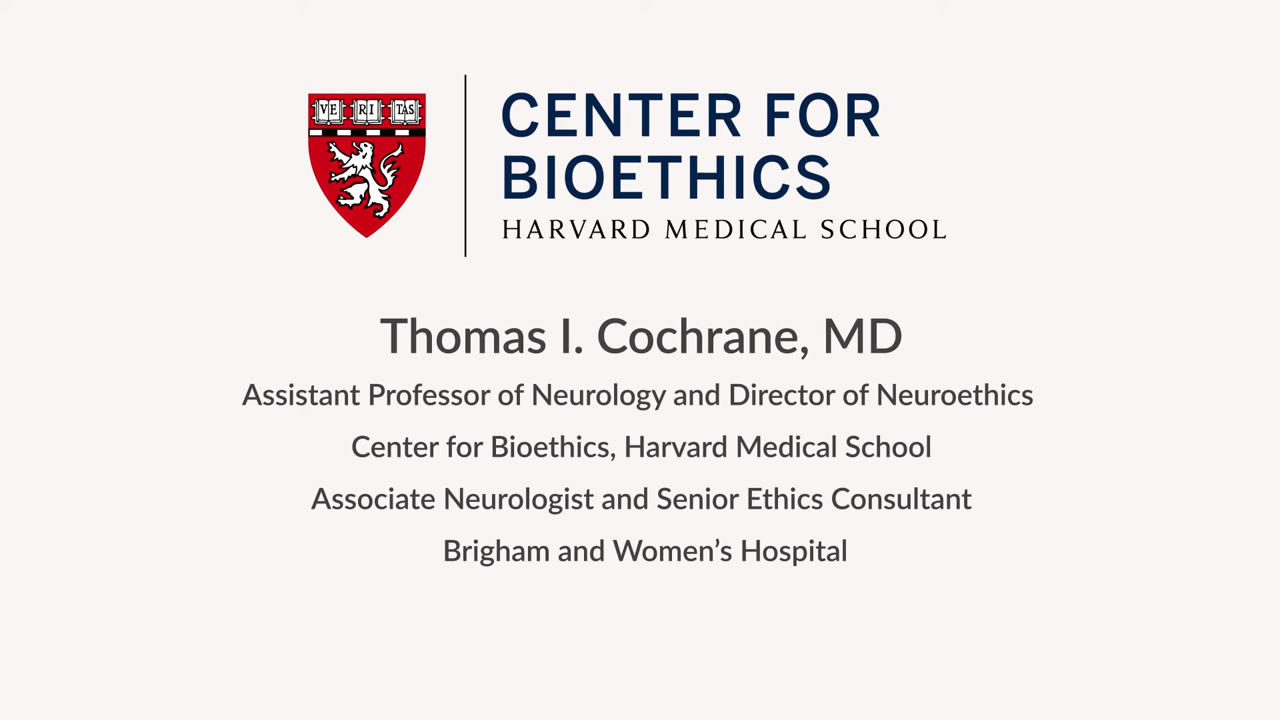 VE RI TAS
CENTER FOR
BIOETHICS
HARVARD MEDICAL SCHOOL
Thomas I. Cochrane, MD
Assistant Professor of Neurology and Director of Neuroethics
Center for Bioethics, Harvard Medical School
Associate Neurologist and Senior Ethics Consultant
Brigham and Women’s Hospital